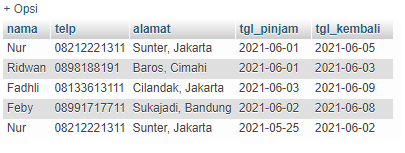 + Opsi
nama telp alamat tgl_pinjam tgl_kembali
Nur 08212221311 Sunter, Jakarta 2021-06-01 2021-06-05
Ridwan 0898188191 Baros, Cimahi 2021-06-01 2021-06-03
Fadhli 08133613111 Cilandak, Jakarta 2021-06-03 2021-06-09
Feby 08991717711 Sukajadi, Bandung 2021-06-02 2021-06-08
Nur 08212221311 Sunter, Jakarta 2021-05-25 2021-06-02